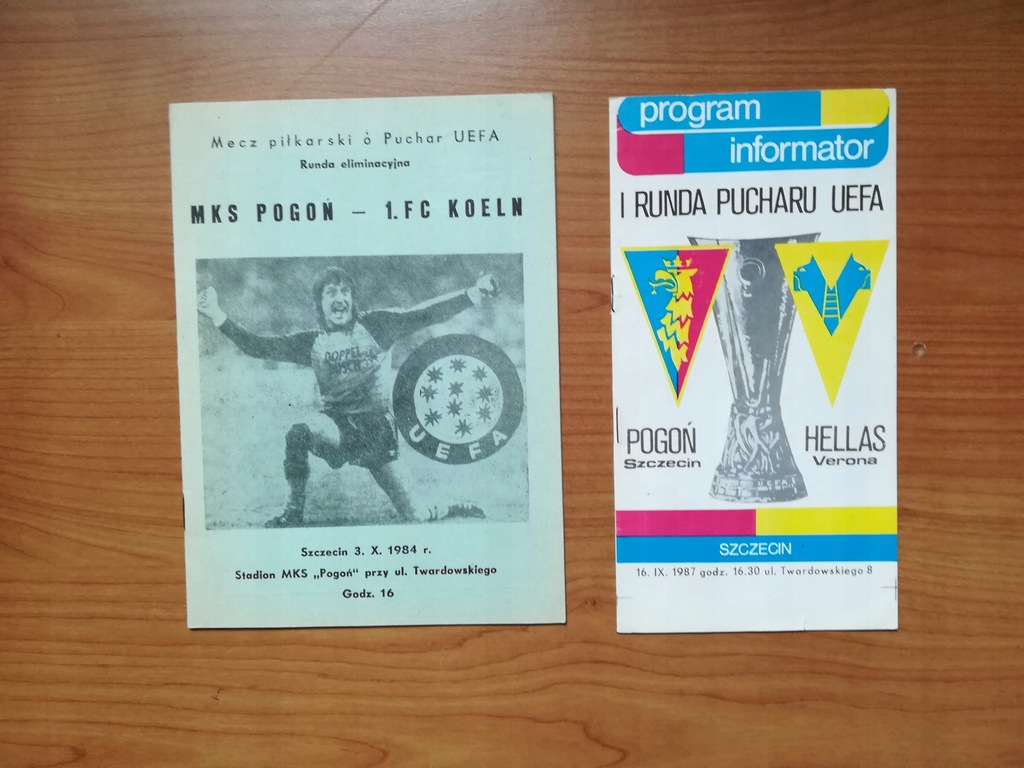 Mecz piłkarski o Puchar UEFA
Runda eliminacyjna
MKS POGOŃ – 1.FC KOELN
DOPPEL
UEFA
Szczecin 3. X. 1984 r.
Stadion MKS „Pogoń" przy ul. Twardowskiego
Godz. 16
program
informator
I RUNDA PUCHARU UEFA
POGOŃ
Szczecin
HELLAS
Verona
SZCZECIN
16. IX. 1987 godz. 16.30 ul. Twardowskiego 8